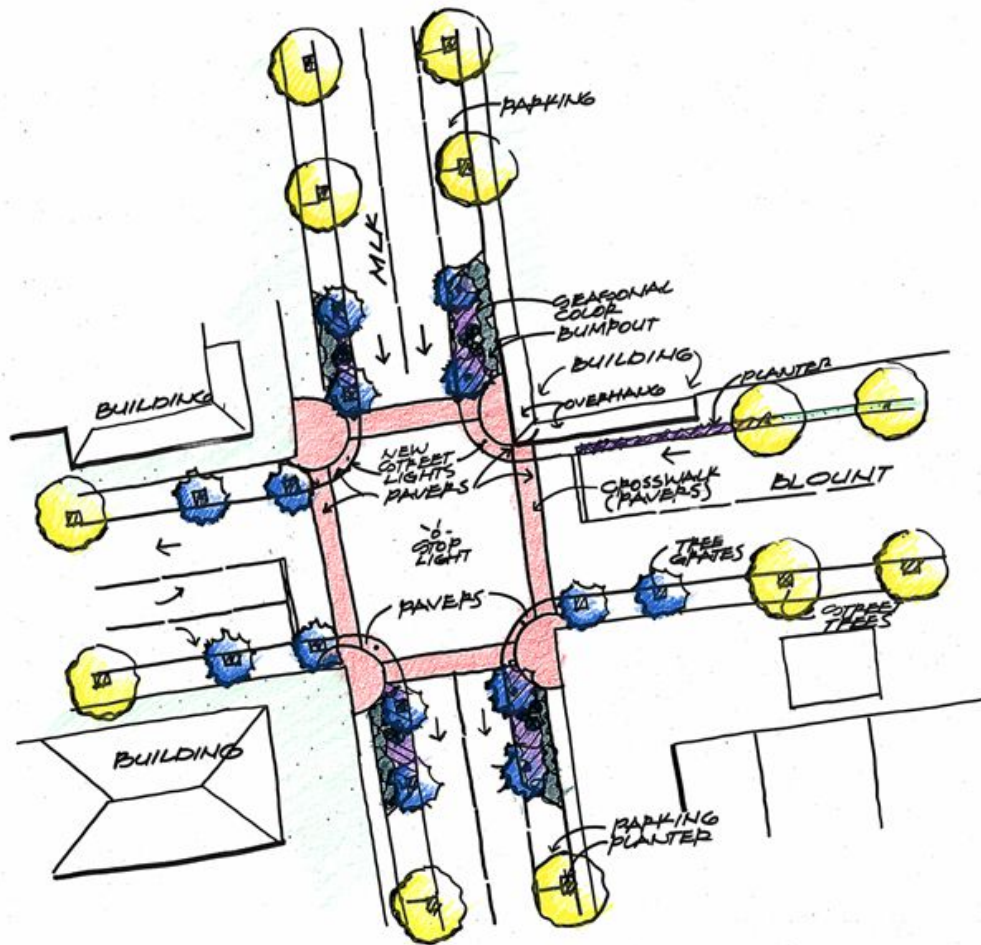 PARKING
MLK
SEASONAL
COLOR
BUMPOUT
BUILDING
PLANTER
OVERHANG
BUILDING
NEW
STREET
LIGHTS
PAVERS
CROSSWALK
(PAVERS)
BLOUNT
STOP
LIGHT
TREE
GRATES
PAVERS
STREET
TREES
BUILDING
PARKING
PLANTER